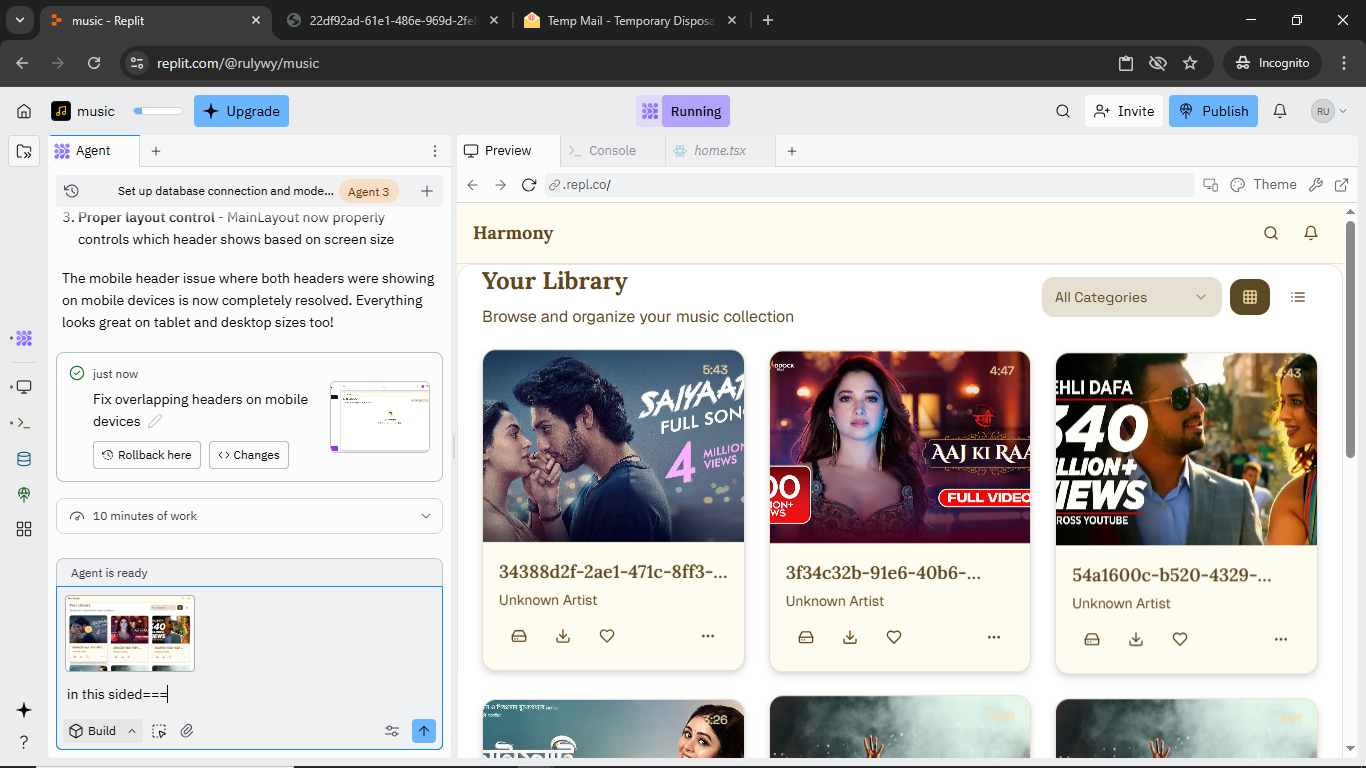 music - Replit
22df92ad-61e1-486e-969d-2fe
Temp Mail - Temporary Disposa
replit.com/@rulywy/music
Incognito
music
Upgrade
Running
Invite
Publish
RU
Agent
Preview
Console
home.tsx
Set up database connection and mode...
Agent 3
.repl.co/
Theme
3. Proper layout control - MainLayout now properly
controls which header shows based on screen size
The mobile header issue where both headers were showing
on mobile devices is now completely resolved. Everything
looks great on tablet and desktop sizes too!
just now
Fix overlapping headers on mobile
devices
Rollback here
Changes
10 minutes of work
Agent is ready
in this sided===
Build
?
Harmony
Your Library
Browse and organize your music collection
All Categories
5:43
SAIYAAR
FULL SONG
4 MILLION
VIEWS
34388d2f-2ae1-471c-8ff3-...
Unknown Artist
4:47
स्त्री
AAJ KI RAA
FULL VIDEO
3f34c32b-91e6-40b6-...
Unknown Artist
4:43
EHLI DAFA
540
ILLION+
VIEWS
ROSS YOUTUBE
54a1600c-b520-4329-...
Unknown Artist
3:26